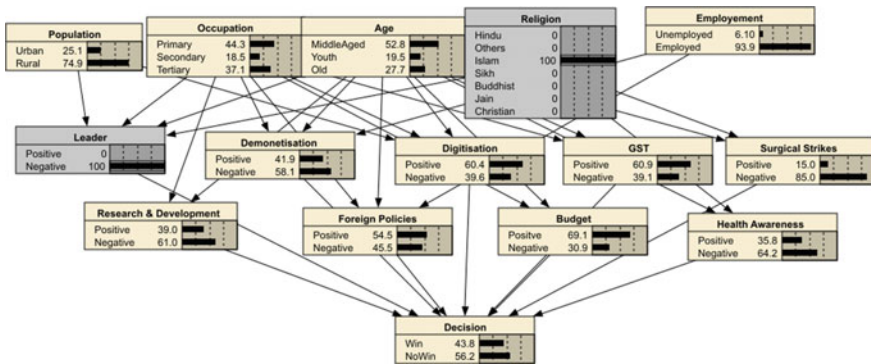 Population
Urban 25.1
Rural 74.9
Occupation
Primary 44.3
Secondary 18.5
Tertiary 37.1
Age
MiddleAged 52.8
Youth 19.5
Old 27.7
Religion
Hindu 0
Others 0
Islam 100
Sikh 0
Buddhist 0
Jain 0
Christian 0
Employement
Unemployed 6.10
Employed 93.9
Leader
Positive 0
Negative 100
Demonetisation
Positive 41.9
Negative 58.1
Digitisation
Positive 60.4
Negative 39.6
GST
Positive 60.9
Negative 39.1
Surgical Strikes
Positive 15.0
Negative 85.0
Research & Development
Positive 39.0
Negative 61.0
Foreign Policies
Positive 54.5
Negative 45.5
Budget
Positive 69.1
Negative 30.9
Health Awareness
Positive 35.8
Negative 64.2
Decision
Win 43.8
NoWin 56.2